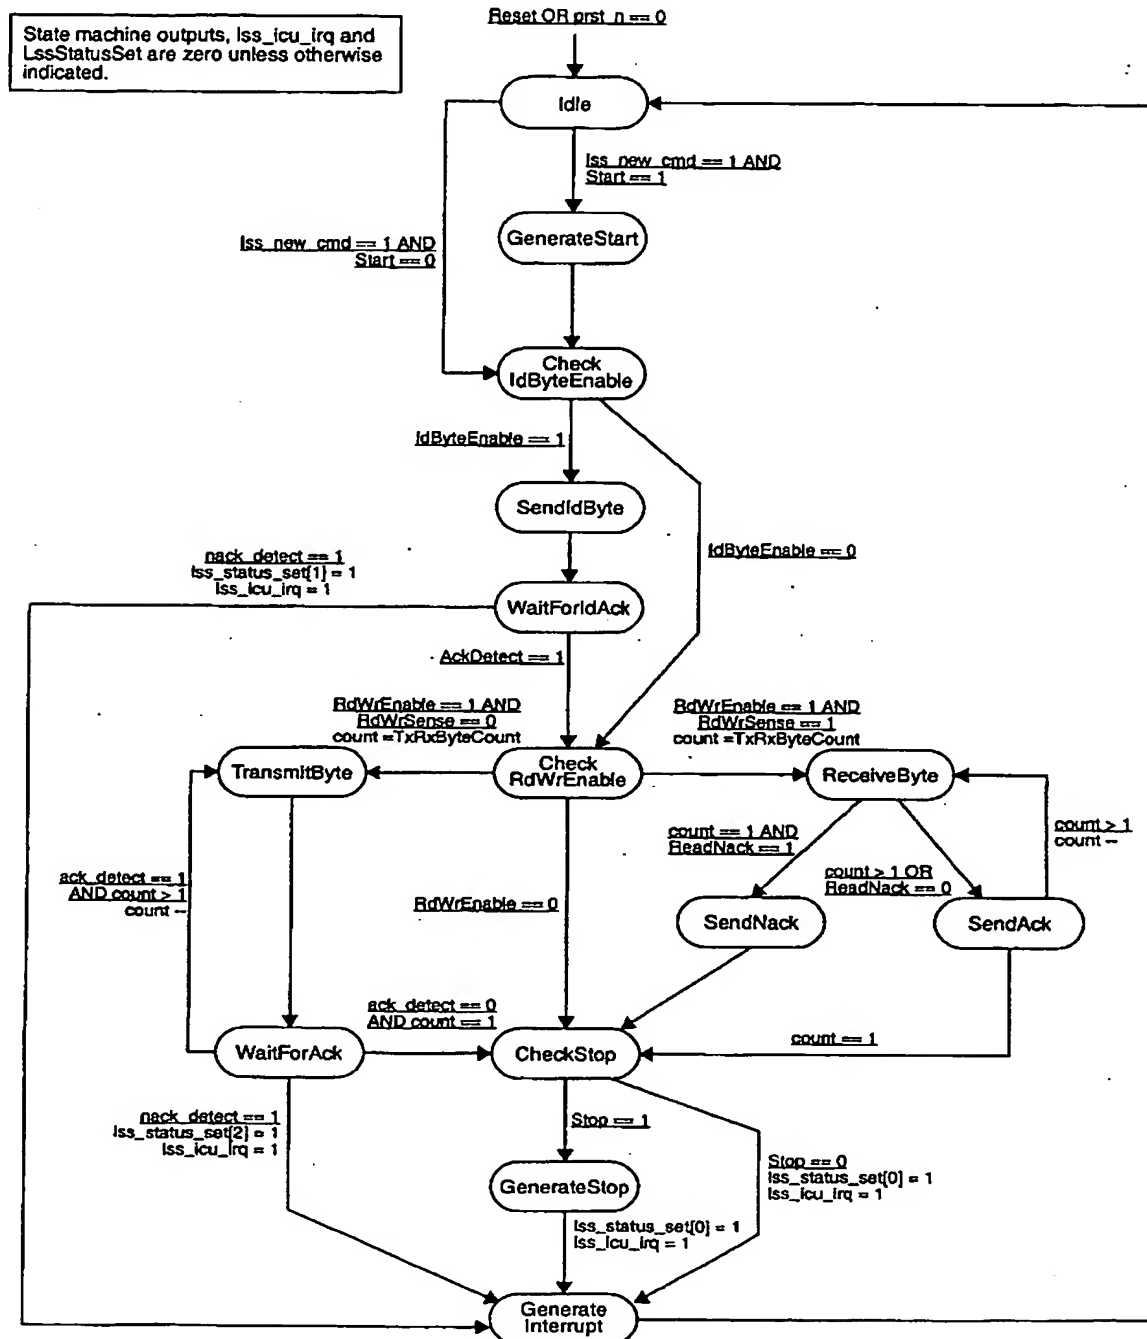 Reset OR prst_n == 0
State machine outputs, lss_icu_irq and
LssStatusSet are zero unless otherwise
indicated.
Idle
lss_new_cmd == 1 AND
Start == 1
GenerateStart
lss_new_cmd == 1 AND
Start == 0
Check
IdByteEnable
IdByteEnable == 1
SendIdByte
IdByteEnable == 0
nack_detect == 1
lss_status_set[1] = 1
lss_icu_irq = 1
WaitForIdAck
AckDetect == 1
RdWrEnable == 1 AND
RdWrSense == 0
count =TxRxByteCount
RdWrEnable == 1 AND
RdWrSense == 1
count =TxRxByteCount
TransmitByte
Check
RdWrEnable
ReceiveByte
count == 1 AND
ReadNack == 1
count > 1
count --
ack_detect == 1
AND count > 1
count --
count > 1 OR
ReadNack == 0
RdWrEnable == 0
SendNack
SendAck
ack_detect == 0
AND count == 1
WaitForAck
CheckStop
count == 1
nack_detect == 1
lss_status_set[2] = 1
lss_icu_irq = 1
Stop == 1
Stop == 0
lss_status_set[0] = 1
lss_icu_irq = 1
GenerateStop
lss_status_set[0] = 1
lss_icu_irq = 1
Generate
Interrupt